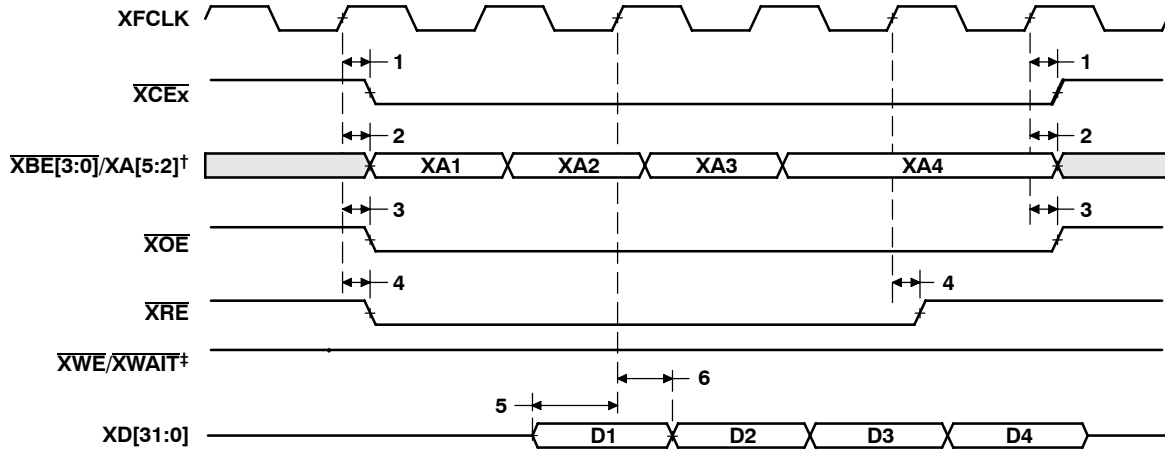 XFCLK
1 1
XCEx
2 2
XBE[3:0]/XA[5:2]† XA1 XA2 XA3 XA4
3 3
XOE
4 4
XRE
XWE/XWAIT‡
6
5
XD[31:0] D1 D2 D3 D4